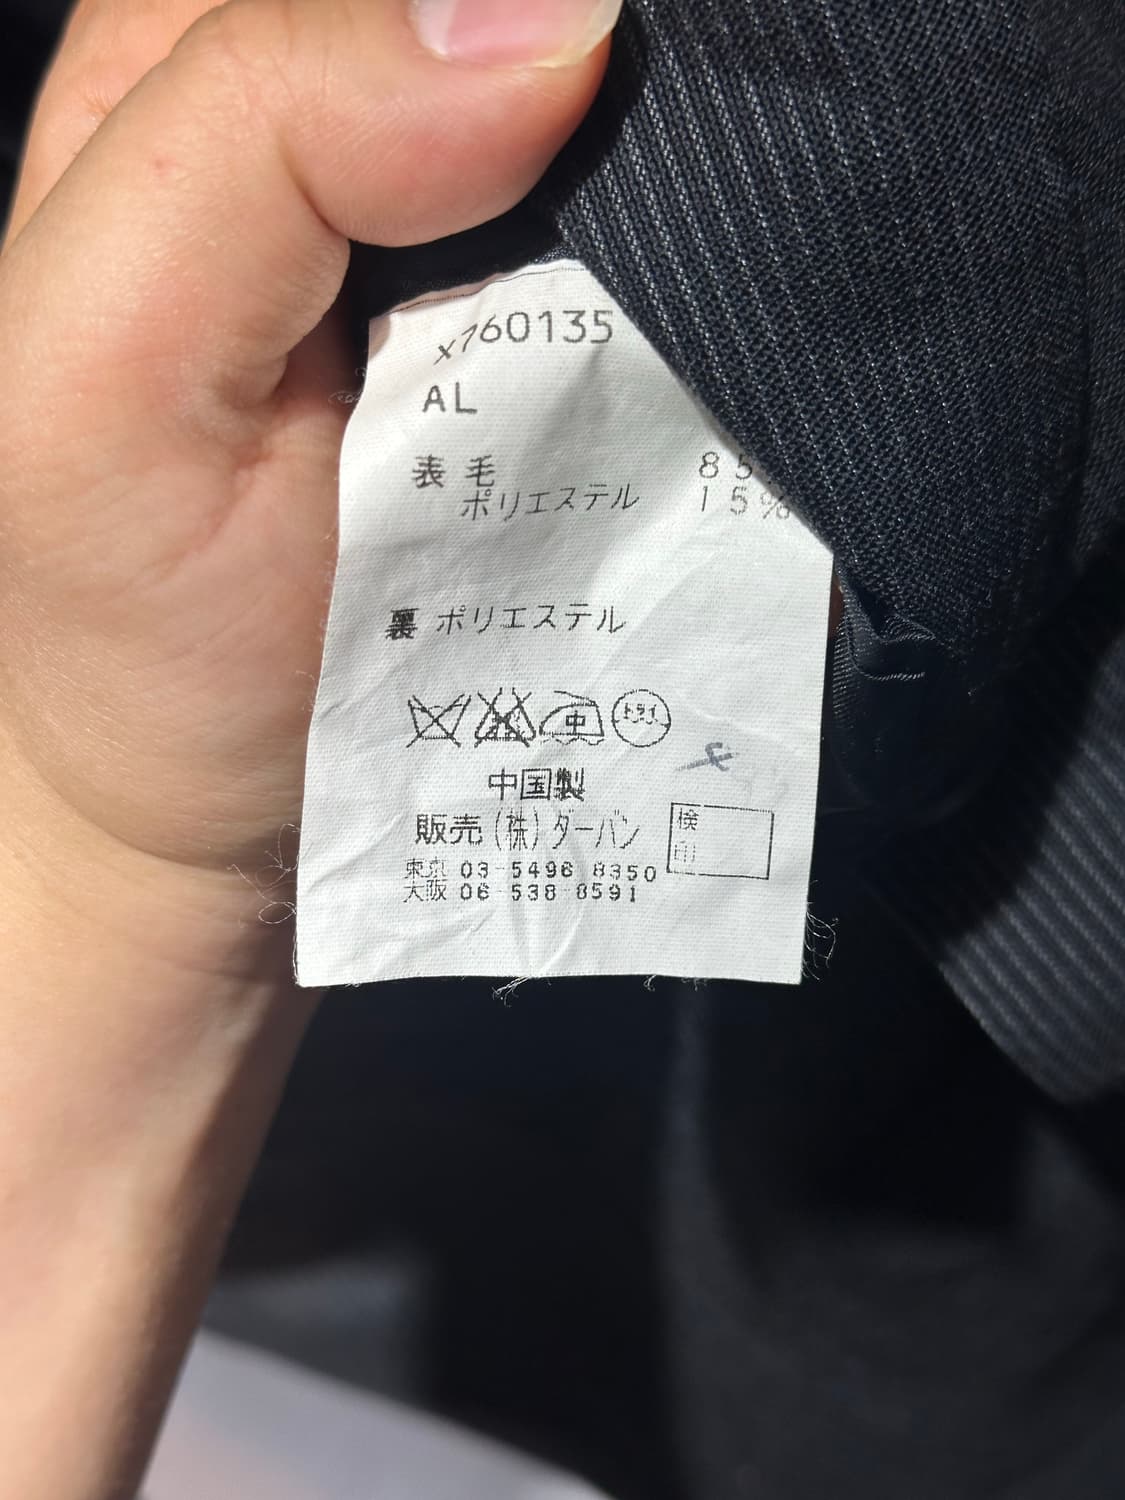 x760135
AL
表 毛 85
ポリエステル 15%
裏 ポリエステル
中 ドライ
中国製
販売(株)ダーバン
検印
東京 03-5496-8350
大阪 06-538-8591